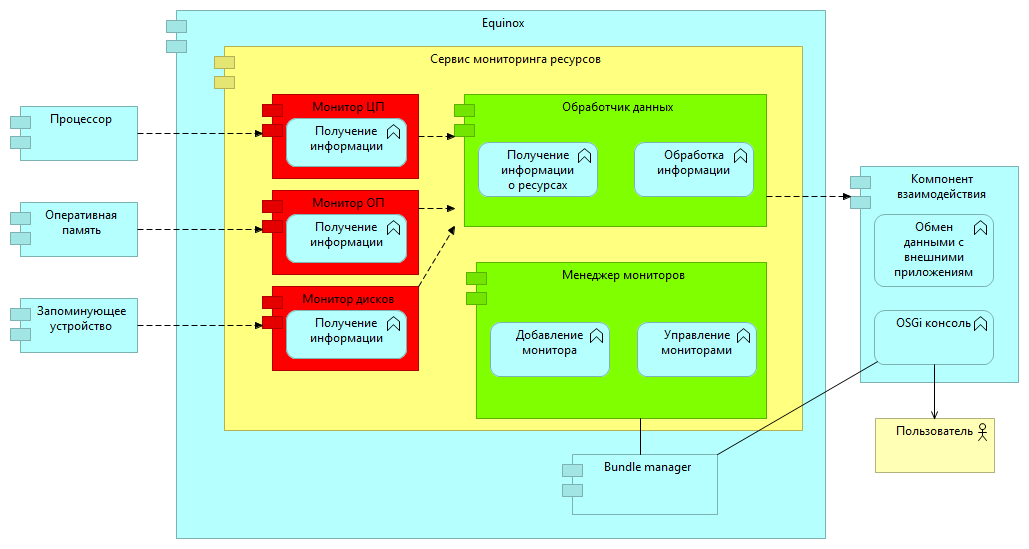 Equinox
Сервис мониторинга ресурсов
Процессор
Оперативная
память
Запоминующее
устройство
Монитор ЦП
Получение
информации
Монитор ОП
Получение
информации
Монитор дисков
Получение
информации
Обработчик данных
Получение
информации
о ресурсах
Обработка
информации
Менеджер мониторов
Добавление
монитора
Управление
мониторами
Bundle manager
Компонент
взаимодействия
Обмен
данными с
внешними
приложениям
OSGi консоль
Пользователь